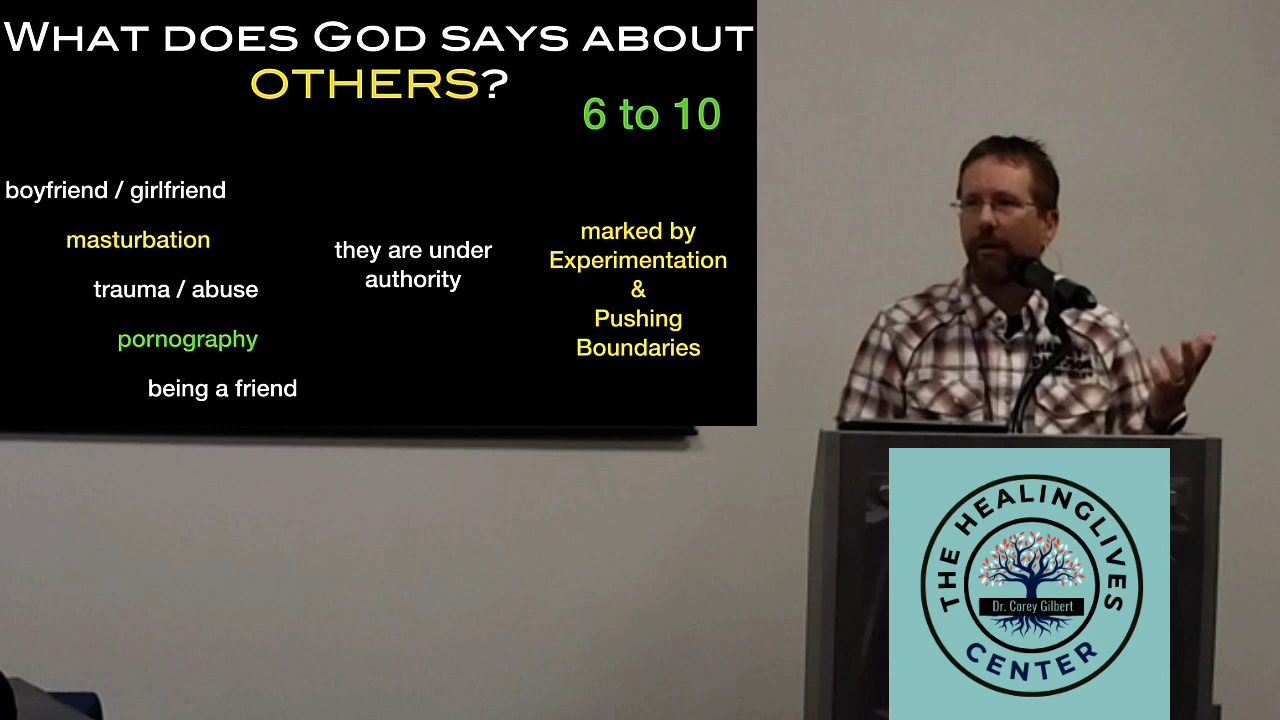 WHAT DOES GOD SAYS ABOUT
OTHERS?
6 to 10
boyfriend / girlfriend
masturbation
trauma / abuse
pornography
being a friend
they are under
authority
marked by
Experimentation
&
Pushing
Boundaries
THE HEALINGLIVES
Dr. Corey Gilbert
CENTER